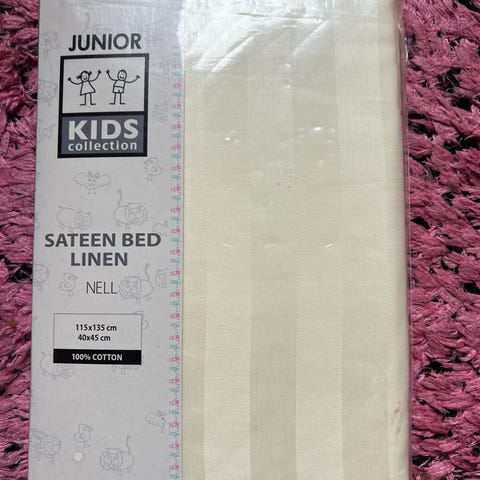 JUNIOR
KIDS
collection
SATEEN BED
LINEN
NELL
115x135 cm
40x45 cm
100% COTTON